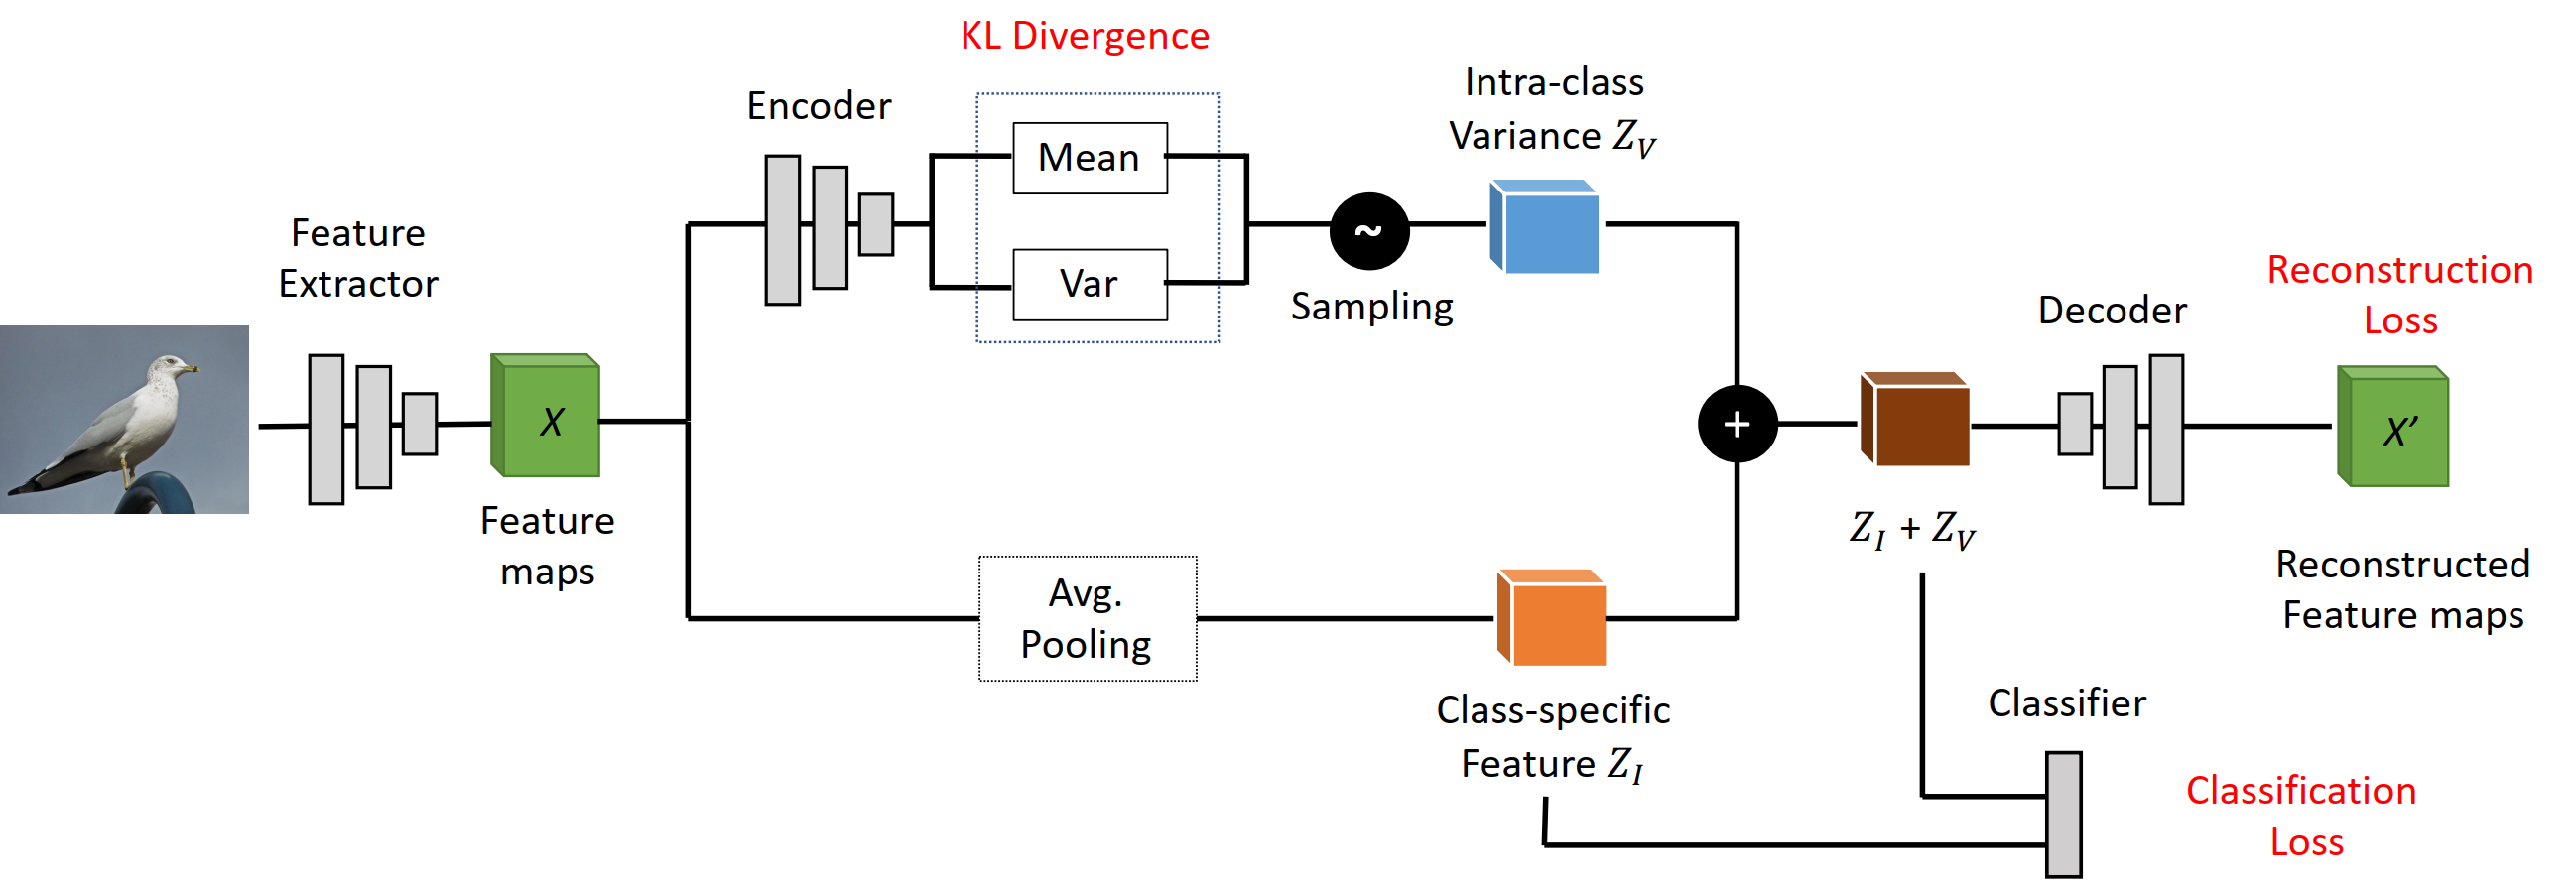 KL Divergence
Encoder
Mean
Var
Sampling
Intra-class
Variance Z_V
Feature
Extractor
X
Feature
maps
Avg.
Pooling
Class-specific
Feature Z_I
+
Z_I + Z_V
Decoder
Reconstruction
Loss
X′
Reconstructed
Feature maps
Classifier
Classification
Loss
~